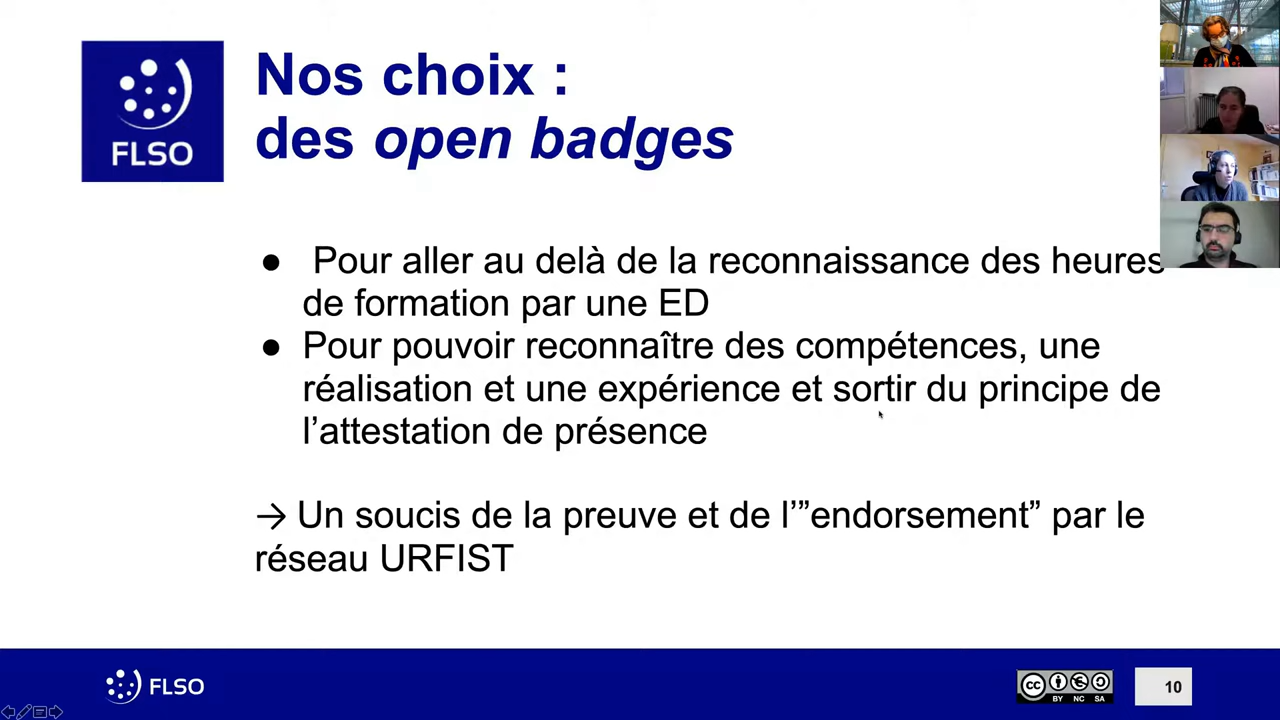 FLSO
Nos choix :
des open badges
● Pour aller au delà de la reconnaissance des heures
de formation par une ED
● Pour pouvoir reconnaître des compétences, une
réalisation et une expérience et sortir du principe de
l’attestation de présence
→ Un soucis de la preuve et de l’”endorsement” par le
réseau URFIST
FLSO
cc BY NC SA
10